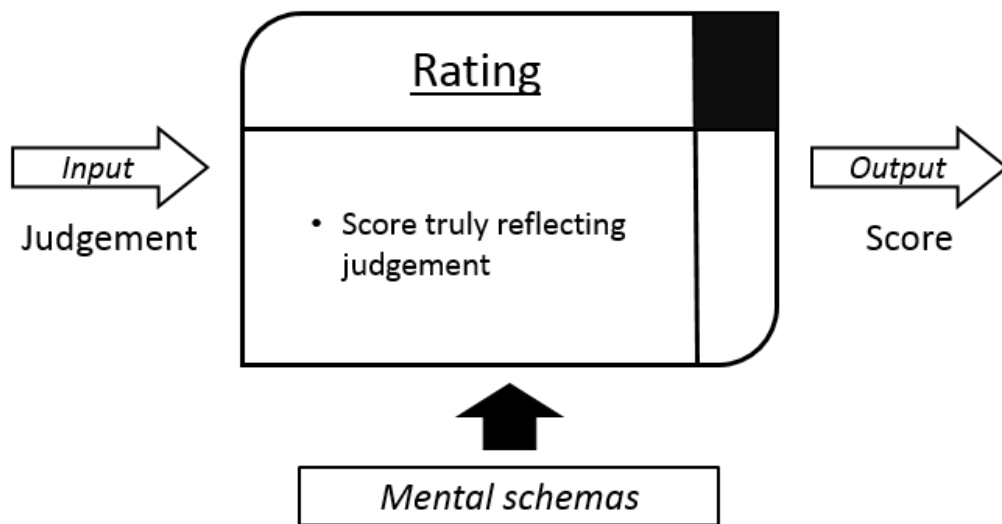 Rating
Input
Judgement
• Score truly reflecting
judgement
Output
Score
Mental schemas